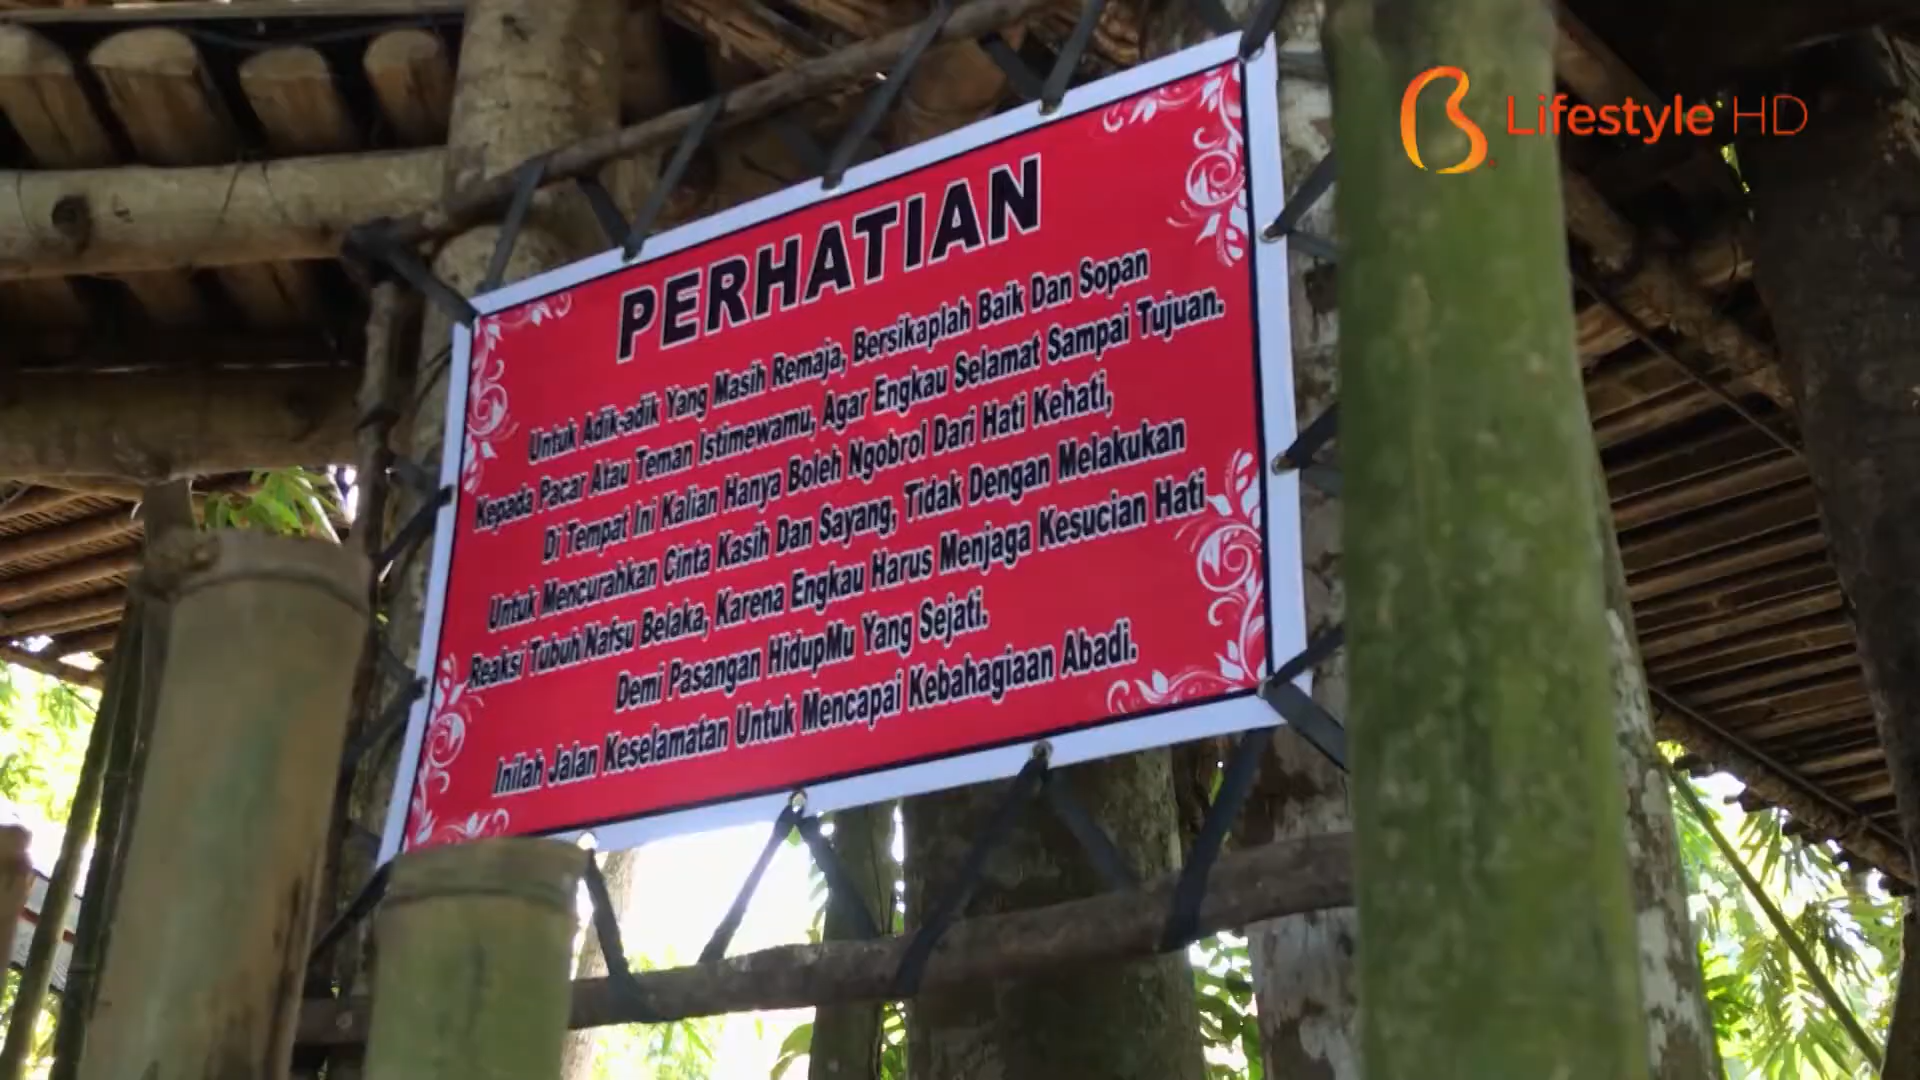 Lifestyle HD
PERHATIAN
Untuk Adik-adik Yang Masih Remaja, Bersikaplah Baik Dan Sopan
Kepada Pacar Atau Teman Istimewamu, Agar Engkau Selamat Sampai Tujuan.
Di Tempat Ini Kalian Hanya Boleh Ngobrol Dari Hati Kehati,
Untuk Mencurahkan Cinta Kasih Dan Sayang, Tidak Dengan Melakukan
Reaksi Tubuh Nafsu Belaka, Karena Engkau Harus Menjaga Kesucian Hati
Demi Pasangan HidupMu Yang Sejati.
Inilah Jalan Keselamatan Untuk Mencapai Kebahagiaan Abadi.